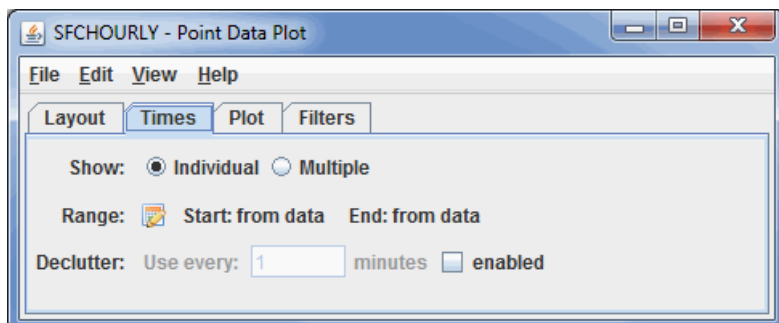 SFCHOURLY - Point Data Plot
File Edit View Help
Layout Times Plot Filters
Show: Individual Multiple
Range: Start: from data End: from data
Declutter: Use every: 1 minutes enabled